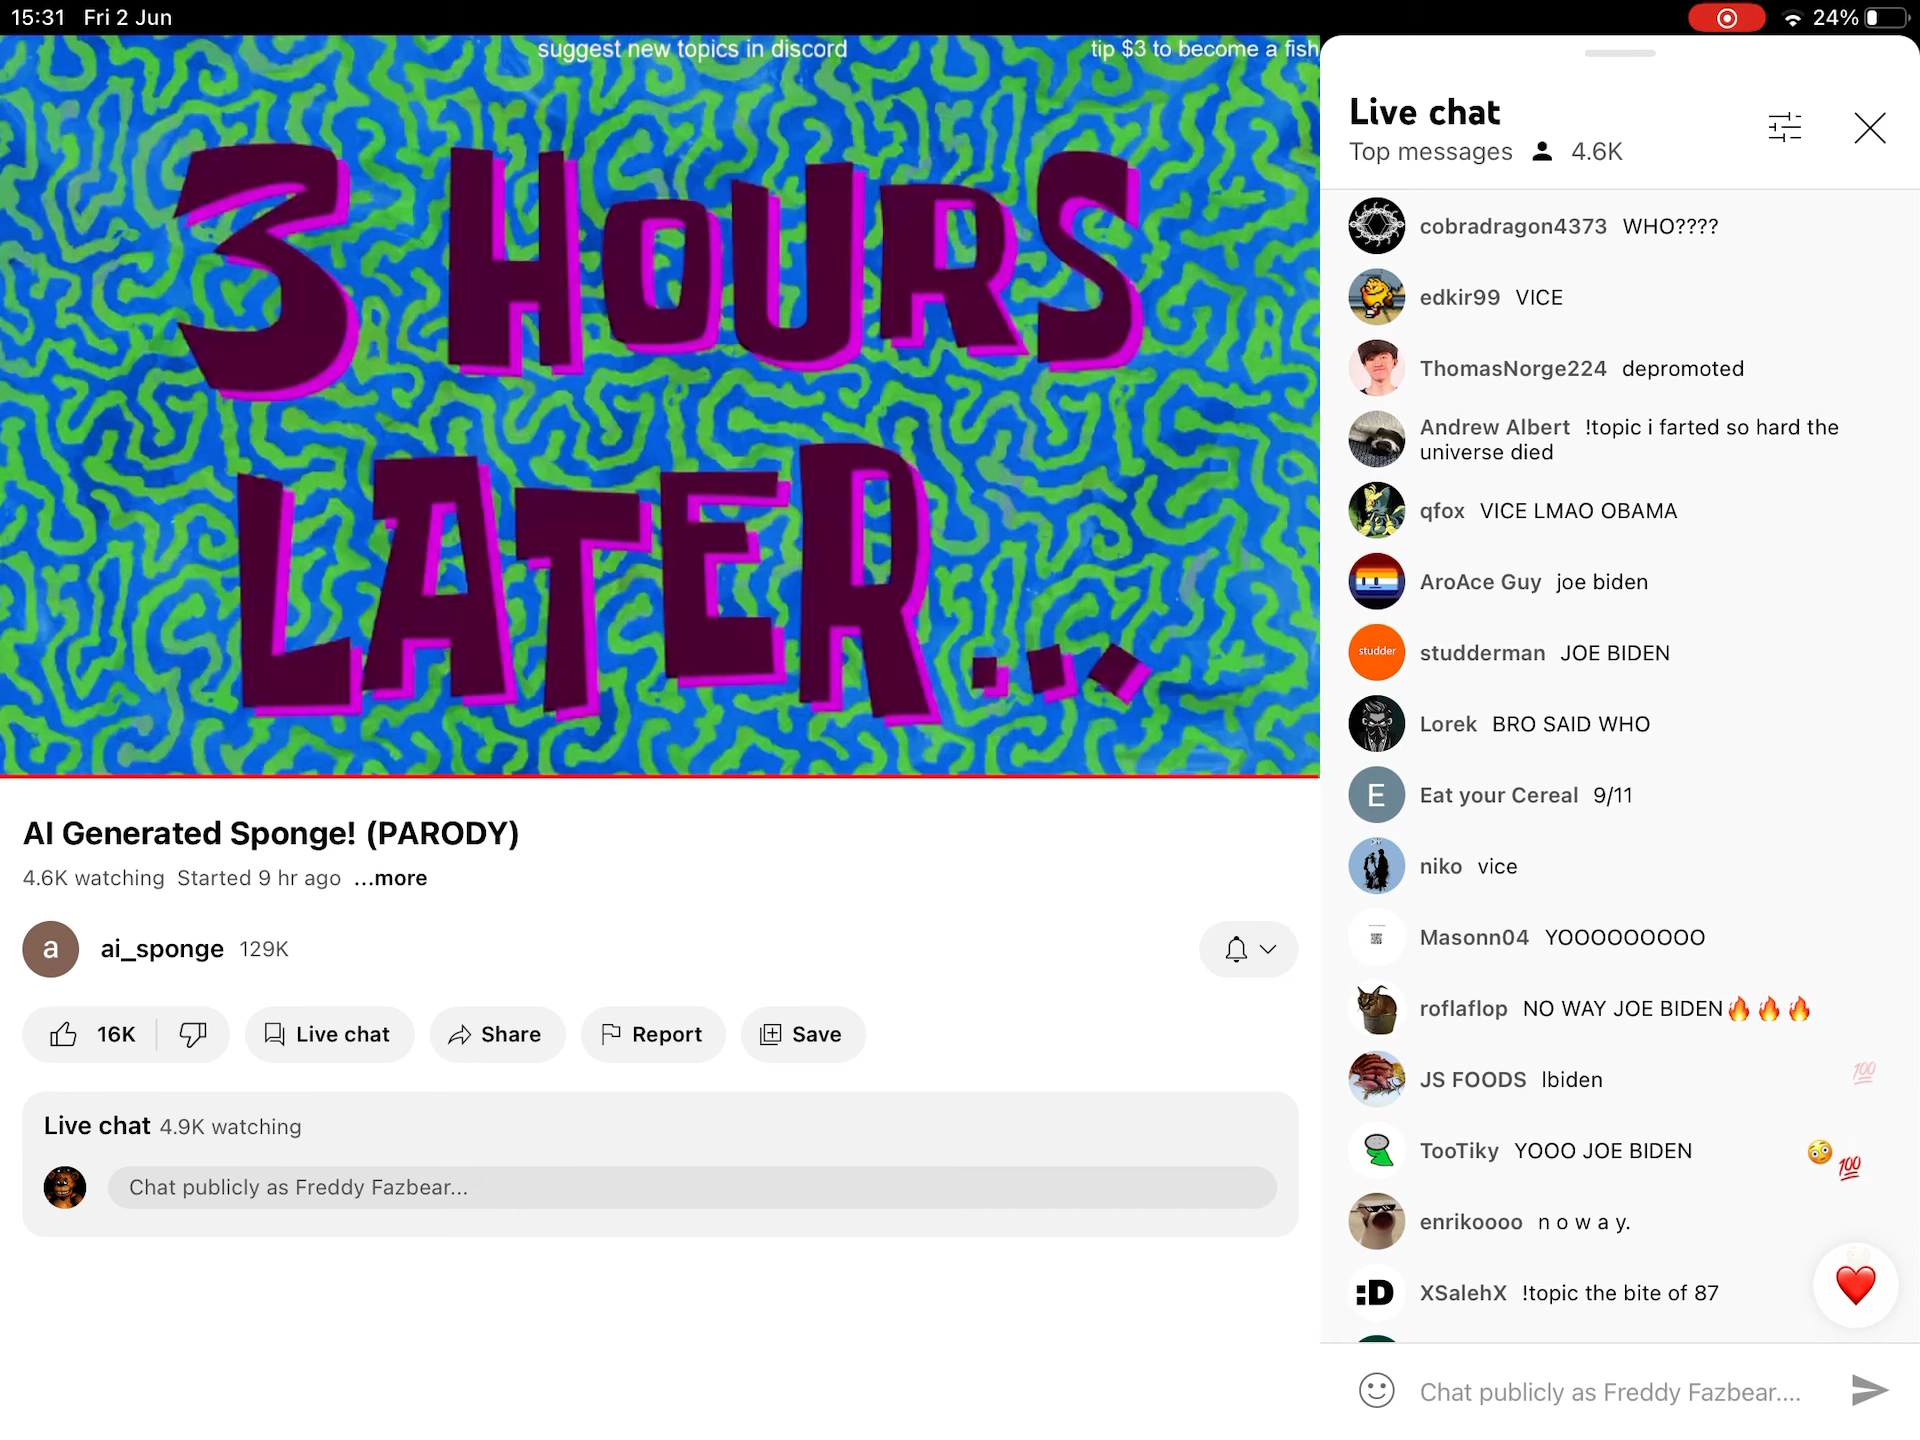 15:31 Fri 2 Jun
24%
suggest new topics in discord
tip $3 to become a fish
3 HOURS
LATER...
AI Generated Sponge! (PARODY)
4.6K watching Started 9 hr ago ...more
a ai_sponge 129K
16K Live chat Share Report Save
Live chat 4.9K watching
Chat publicly as Freddy Fazbear...
Live chat
Top messages 4.6K
cobradragon4373 WHO????
edkir99 VICE
ThomasNorge224 depromoted
Andrew Albert !topic i farted so hard the
universe died
qfox VICE LMAO OBAMA
AroAce Guy joe biden
studder studderman JOE BIDEN
Lorek BRO SAID WHO
E Eat your Cereal 9/11
niko vice
Masonn04 YOOOOOOOOO
roflaflop NO WAY JOE BIDEN🔥🔥🔥
JS FOODS lbiden 💯
TooTiky YOOO JOE BIDEN 😳 💯
enrikoooo n o w a y.
:D XSalehX !topic the bite of 87
Chat publicly as Freddy Fazbear....